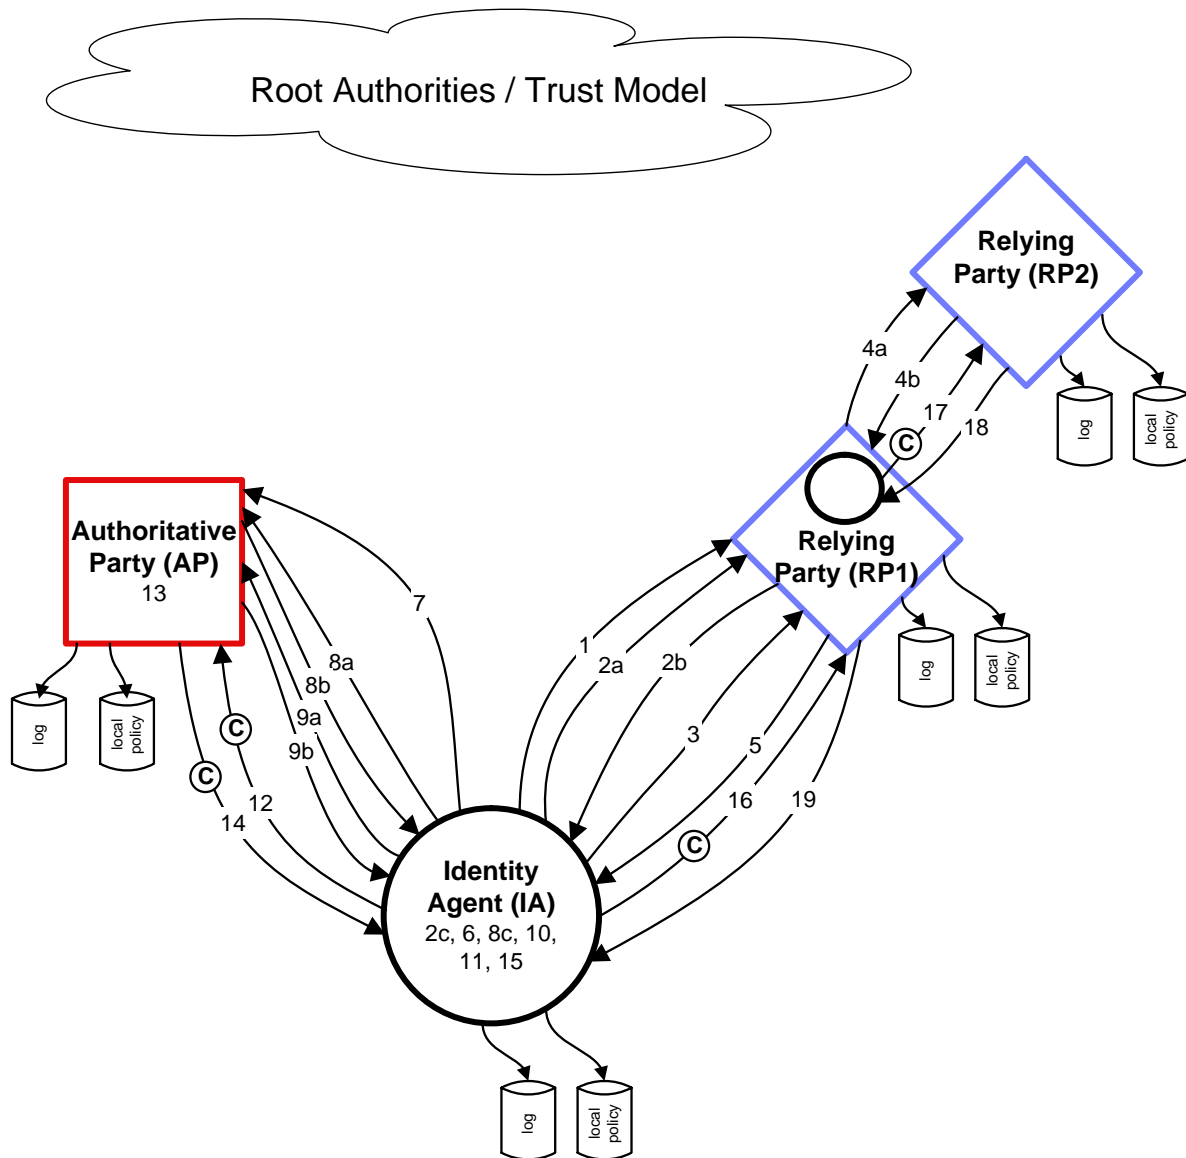 Root Authorities / Trust Model
Relying
Party (RP2)
4a
4b
17
C
18
log
local
policy
Authoritative
Party (AP)
13
Relying
Party (RP1)
7
1
2a
2b
8a
8b
9a
9b
3
5
log
local
policy
log
local
policy
C
C
12
14
16
19
C
Identity
Agent (IA)
2c, 6, 8c, 10,
11, 15
log
local
policy